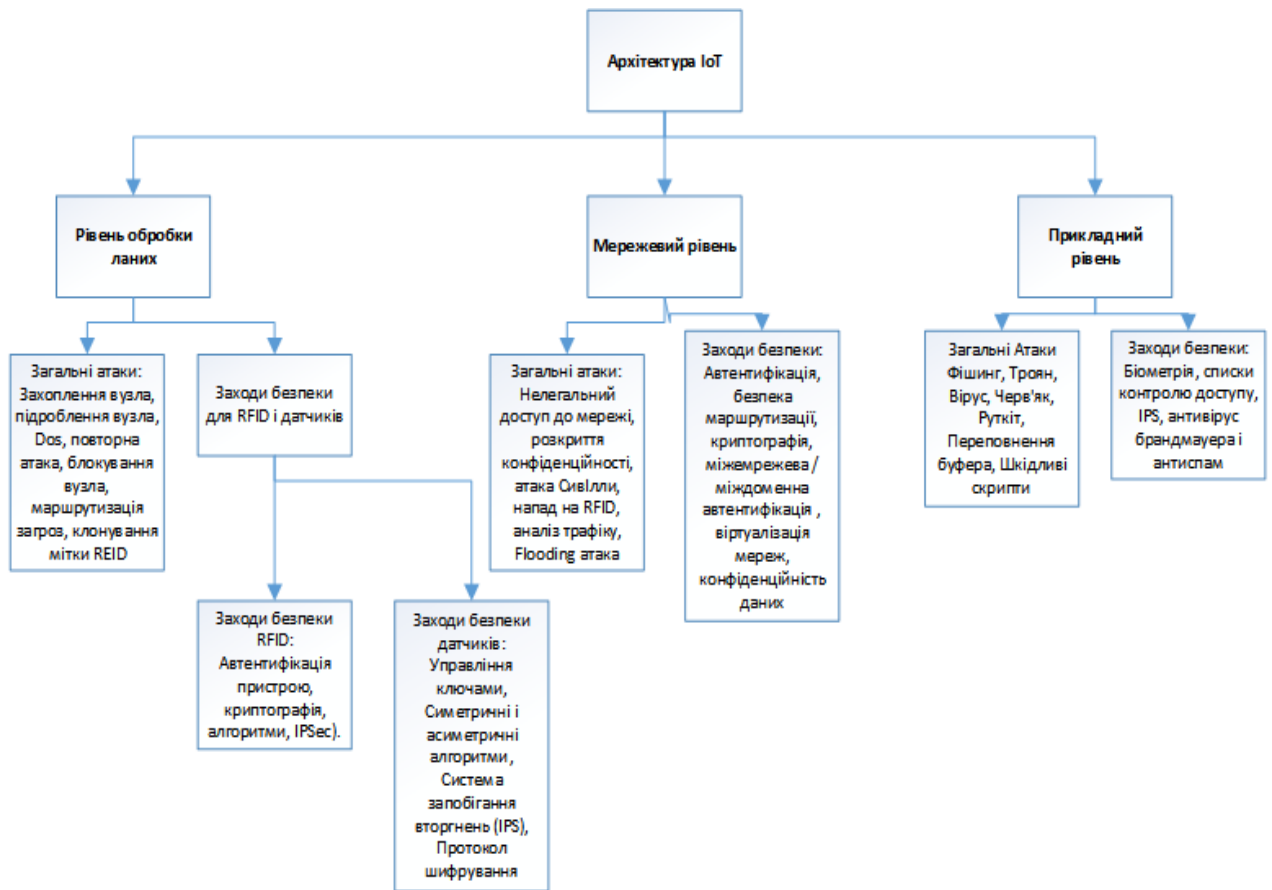 Архітектура IoT
Рівень обробки
ланих
Мережевий рівень
Прикладний
рівень
Загальні атаки:
Захоплення вузла,
підроблення вузла,
Dos, повторна
атака, блокування
вузла,
маршрутизація
загроз, клонування
мітки REID
Заходи безпеки
для RFID і датчиків
Загальні атаки:
Нелегальний
доступ до мережі,
розкриття
конфіденційності,
атака СивІлли,
напад на RFID,
аналіз трафіку,
Flooding атака
Заходи безпеки:
Автентифікація,
безпека
маршрутизації,
криптографія,
міжемрежева /
міждоменна
автентифікація ,
віртуалізація
мереж,
конфіденційність
даних
Загальні Атаки
Фішинг, Троян,
Вірус, Черв'як,
Руткіт,
Переповнення
буфера, Шкідливі
скрипти
Заходи безпеки:
Біометрія, списки
контролю доступу,
IPS, антивірус
брандмауера і
антиспам
Заходи безпеки
RFID:
Автентифікація
пристрою,
криптографія,
алгоритми, IPSec).
Заходи безпеки
датчиків:
Управління
ключами,
Симетричні і
асиметричні
алгоритми,
Система
запобігання
вторгнень (IPS),
Протокол
шифрування